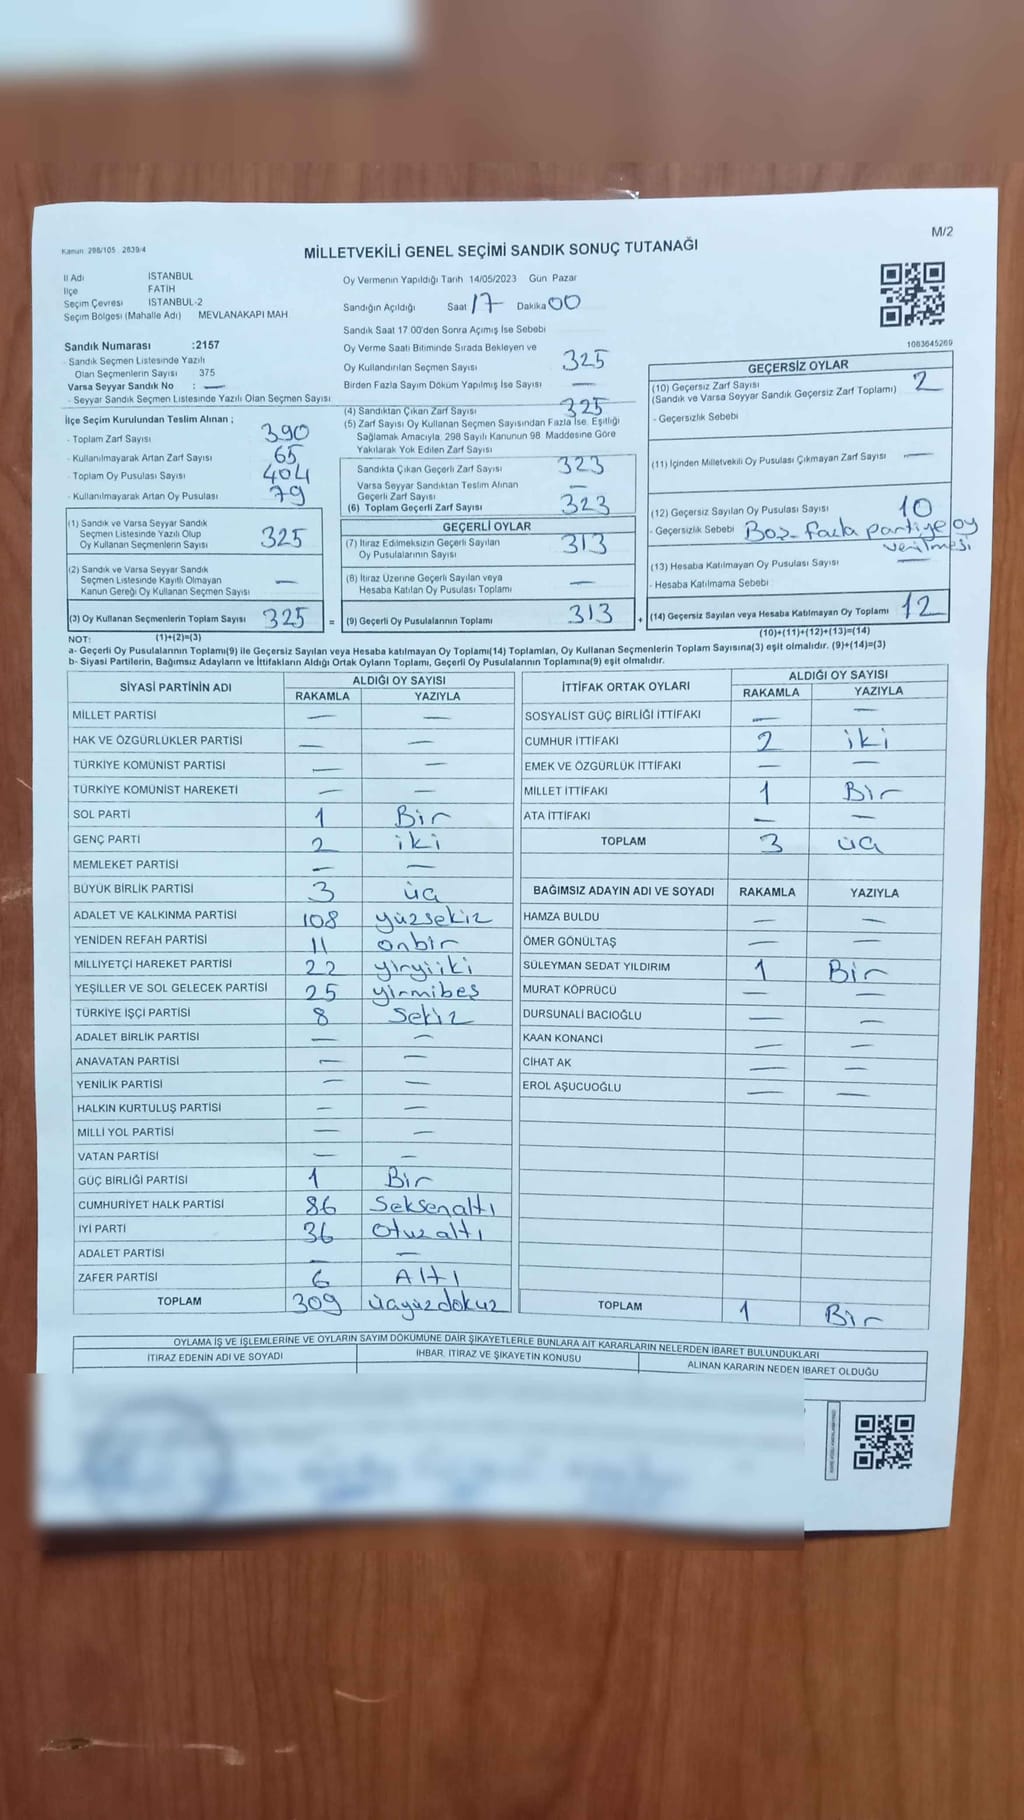 Kanun 298/105 . 2839/4
MİLLETVEKİLİ GENEL SEÇİMİ SANDIK SONUÇ TUTANAĞI
M/2
İl Adı İSTANBUL
İlçe FATİH
Seçim Çevresi İSTANBUL-2
Seçim Bölgesi (Mahalle Adı) MEVLANAKAPI MAH
Sandık Numarası :2157
- Sandık Seçmen Listesinde Yazılı
Olan Seçmenlerin Sayısı 375
Varsa Seyyar Sandık No : —
- Seyyar Sandık Seçmen Listesinde Yazılı Olan Seçmen Sayısı
İlçe Seçim Kurulundan Teslim Alınan ;
- Toplam Zarf Sayısı 390
- Kullanılmayarak Artan Zarf Sayısı 65
- Toplam Oy Pusulası Sayısı 404
- Kullanılmayarak Artan Oy Pusulası 79
(1) Sandık ve Varsa Seyyar Sandık
Seçmen Listesinde Yazılı Olup
Oy Kullanan Seçmenlerin Sayısı 325
(2) Sandık ve Varsa Seyyar Sandık
Seçmen Listesinde Kayıtlı Olmayan
Kanun Gereği Oy Kullanan Seçmen Sayısı —
(3) Oy Kullanan Seçmenlerin Toplam Sayısı 325 =
Oy Vermenin Yapıldığı Tarih 14/05/2023 Gün Pazar
Sandığın Açıldığı Saat 17 Dakika 00
Sandık Saat 17 00'den Sonra Açımış İse Sebebi
Oy Verme Saati Bitiminde Sırada Bekleyen ve
Oy Kullandırılan Seçmen Sayısı 325
Birden Fazla Sayım Döküm Yapılmış İse Sayısı —
(4) Sandıktan Çıkan Zarf Sayısı 325
(5) Zarf Sayısı Oy Kullanan Seçmen Sayısından Fazla İse, Eşitliği
Sağlamak Amacıyla, 298 Sayılı Kanunun 98. Maddesine Göre
Yakılarak Yok Edilen Zarf Sayısı
Sandıkta Çıkan Geçerli Zarf Sayısı 323
Varsa Seyyar Sandıktan Teslim Alınan
Geçerli Zarf Sayısı —
(6) Toplam Geçerli Zarf Sayısı 323
GEÇERLİ OYLAR
(7) İtiraz Edilmeksizin Geçerli Sayılan
Oy Pusulalarının Sayısı 313
(8) İtiraz Üzerine Geçerli Sayılan veya
Hesaba Katılan Oy Pusulası Toplamı —
(9) Geçerli Oy Pusulalarının Toplamı 313 +
1083645269
GEÇERSİZ OYLAR
(10) Geçersiz Zarf Sayısı 2
(Sandık ve Varsa Seyyar Sandık Geçersiz Zarf Toplamı)
- Geçersizlik Sebebi
(11) İçinden Milletvekili Oy Pusulası Çıkmayan Zarf Sayısı —
(12) Geçersiz Sayılan Oy Pusulası Sayısı 10
- Geçersizlik Sebebi Boş-fazla partiye oy
verilmesi
(13) Hesaba Katılmayan Oy Pusulası Sayısı —
- Hesaba Katılmama Sebebi
(14) Geçersiz Sayılan veya Hesaba Katılmayan Oy Toplamı 12
NOT: (1)+(2)=(3) (10)+(11)+(12)+(13)=(14)
a- Geçerli Oy Pusulalarının Toplamı(9) ile Geçersiz Sayılan veya Hesaba katılmayan Oy Toplamı(14) Toplamları, Oy Kullanan Seçmenlerin Toplam Sayısına(3) eşit olmalıdır. (9)+(14)=(3)
b- Siyasi Partilerin, Bağımsız Adayların ve İttifakların Aldığı Ortak Oyların Toplamı, Geçerli Oy Pusulalarının Toplamına(9) eşit olmalıdır.
SİYASİ PARTİNİN ADI ALDIĞI OY SAYISI
RAKAMLA YAZIYLA
MİLLET PARTİSİ — —
HAK VE ÖZGÜRLÜKLER PARTİSİ — —
TÜRKİYE KOMÜNİST PARTİSİ — —
TÜRKİYE KOMÜNİST HAREKETİ — —
SOL PARTİ 1 Bir
GENÇ PARTİ 2 iki
MEMLEKET PARTİSİ — —
BÜYÜK BİRLİK PARTİSİ 3 üç
ADALET VE KALKINMA PARTİSİ 108 yüzsekiz
YENİDEN REFAH PARTİSİ 11 onbir
MİLLİYETÇİ HAREKET PARTİSİ 22 yiryiiki
YEŞİLLER VE SOL GELECEK PARTİSİ 25 yirmibeş
TÜRKİYE İŞÇİ PARTİSİ 8 Sekiz
ADALET BİRLİK PARTİSİ — —
ANAVATAN PARTİSİ — —
YENİLİK PARTİSİ — —
HALKIN KURTULUŞ PARTİSİ — —
MİLLİ YOL PARTİSİ — —
VATAN PARTİSİ — —
GÜÇ BİRLİĞİ PARTİSİ 1 Bir
CUMHURİYET HALK PARTİSİ 86 Seksenaltı
İYİ PARTİ 36 Otuzaltı
ADALET PARTİSİ — —
ZAFER PARTİSİ 6 Altı
TOPLAM 309 üçyüzdokuz
İTTİFAK ORTAK OYLARI ALDIĞI OY SAYISI
RAKAMLA YAZIYLA
SOSYALİST GÜÇ BİRLİĞİ İTTİFAKI — —
CUMHUR İTTİFAKI 2 iki
EMEK VE ÖZGÜRLÜK İTTİFAKI — —
MİLLET İTTİFAKI 1 Bir
ATA İTTİFAKI — —
TOPLAM 3 üç
BAĞIMSIZ ADAYIN ADI VE SOYADI RAKAMLA YAZIYLA
HAMZA BULDU — —
ÖMER GÖNÜLTAŞ — —
SÜLEYMAN SEDAT YILDIRIM 1 Bir
MURAT KÖPRÜCÜ — —
DURSUNALİ BACIOĞLU — —
KAAN KONANCİ — —
CİHAT AK — —
EROL AŞUCUOĞLU — —
TOPLAM 1 Bir
OYLAMA İŞ VE İŞLEMLERİNE VE OYLARIN SAYIM DÖKÜMÜNE DAİR ŞİKAYETLERLE BUNLARA AİT KARARLARIN NELERDEN İBARET BULUNDUKLARI
İTİRAZ EDENİN ADI VE SOYADI İHBAR, İTİRAZ VE ŞİKAYETİN KONUSU ALINAN KARARIN NEDEN İBARET OLDUĞU